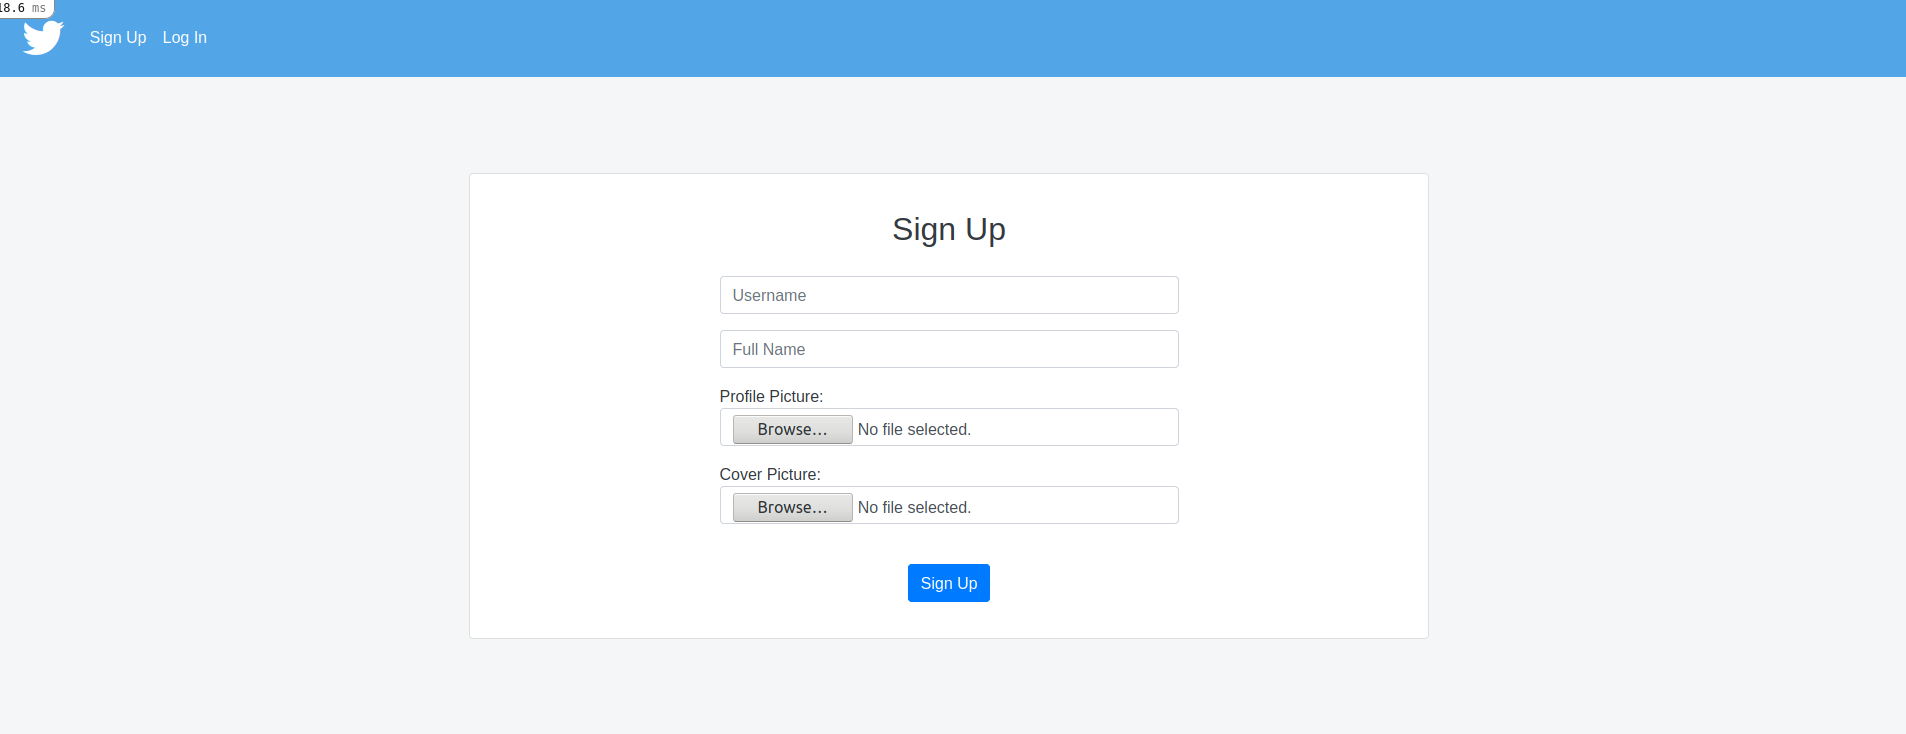 18.6 ms
Sign Up Log In
Sign Up
Username
Full Name
Profile Picture:
Browse... No file selected.
Cover Picture:
Browse... No file selected.
Sign Up